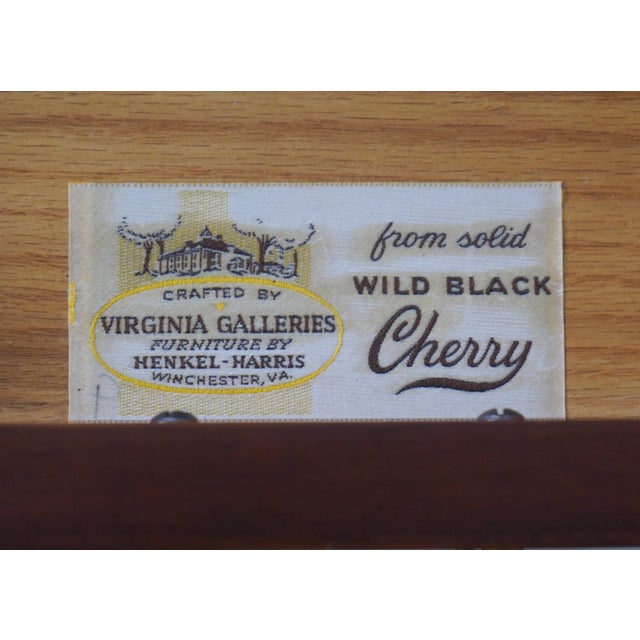 CRAFTED BY
VIRGINIA GALLERIES
FURNITURE BY
HENKEL-HARRIS
WINCHESTER, VA.
from solid
WILD BLACK
Cherry